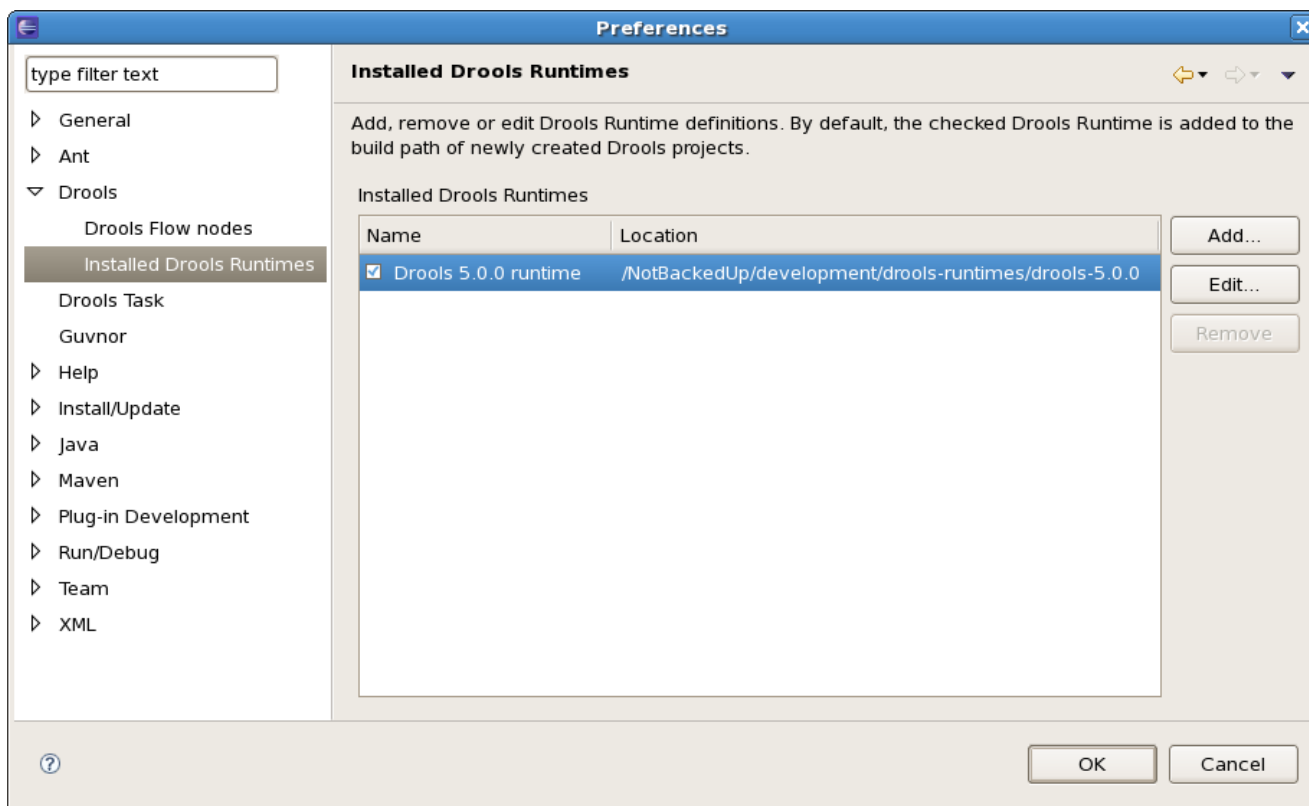 Preferences
type filter text
General
Ant
Drools
Drools Flow nodes
Installed Drools Runtimes
Drools Task
Guvnor
Help
Install/Update
Java
Maven
Plug-in Development
Run/Debug
Team
XML
Installed Drools Runtimes
Add, remove or edit Drools Runtime definitions. By default, the checked Drools Runtime is added to the
build path of newly created Drools projects.
Installed Drools Runtimes
Name Location
Drools 5.0.0 runtime /NotBackedUp/development/drools-runtimes/drools-5.0.0
Add...
Edit...
Remove
OK Cancel